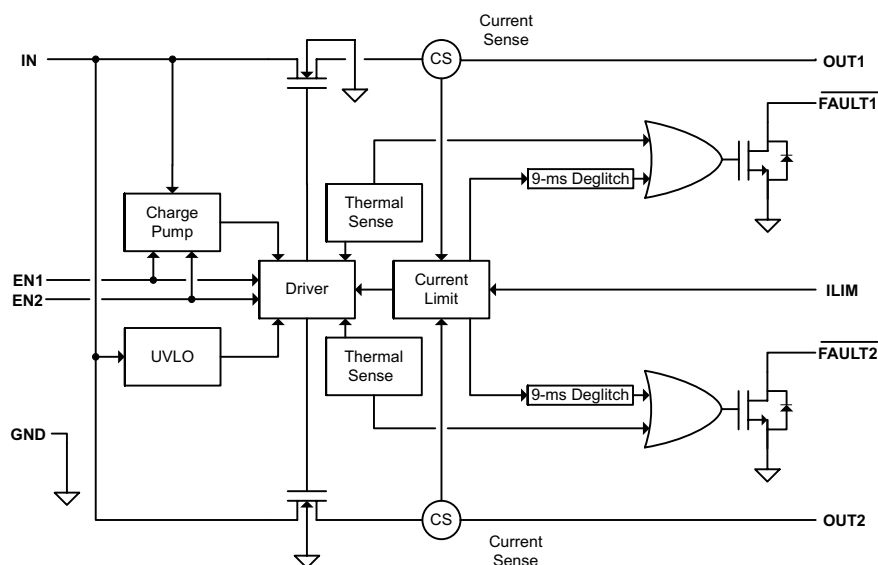 Current
Sense
IN
CS
OUT1
FAULT1
9-ms Deglitch
Thermal
Sense
Charge
Pump
EN1
EN2
Driver
Current
Limit
ILIM
UVLO
Thermal
Sense
FAULT2
9-ms Deglitch
GND
CS
OUT2
Current
Sense